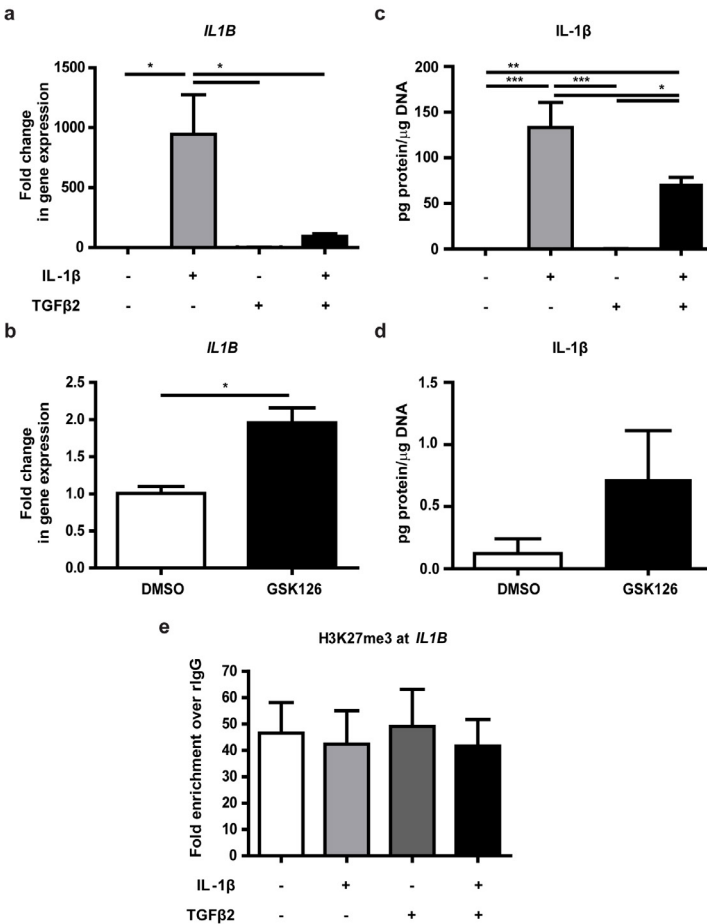 a
IL1B
Fold change
in gene expression
1500
1000
500
0
*
*
IL-1β - + - +
TGFβ2 - - + +
c
IL-1β
pg protein/μg DNA
200
150
100
50
0
**
*** ***
*
- + - +
- - + +
b
IL1B
Fold change
in gene expression
2.5
2.0
1.5
1.0
0.5
0.0
*
DMSO GSK126
d
IL-1β
pg protein/μg DNA
1.5
1.0
0.5
0.0
DMSO GSK126
e
H3K27me3 at IL1B
Fold enrichment over rIgG
70
60
50
40
30
20
10
0
IL-1β - + - +
TGFβ2 - - + +